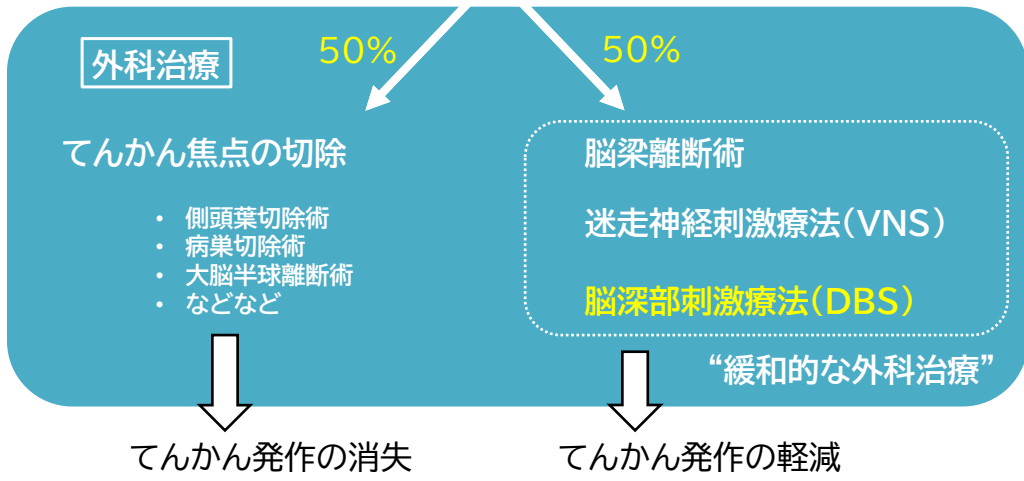 外科治療
50%
50%
てんかん焦点の切除
• 側頭葉切除術
• 病巣切除術
• 大脳半球離断術
• などなど
脳梁離断術
迷走神経刺激療法(VNS)
脳深部刺激療法(DBS)
“緩和的な外科治療”
てんかん発作の消失
てんかん発作の軽減